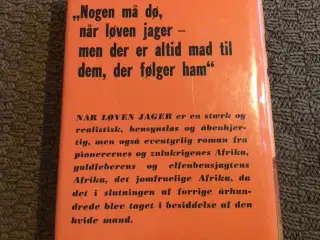 „Nogen må dø,
når løven jager –
men der er altid mad til
dem, der følger ham“
NAR LØVEN JAGER er en stærk og
realistisk, hensynsløs og åbenhjer-
tig, men også eventyrlig roman fra
pionerernes og zulukrigenes Afrika,
guldfeberens og elfenbensjagtens
Afrika, det jomfruelige Afrika, da
det i slutningen af forrige århun-
drede blev taget i besiddelse af den
hvide mand.